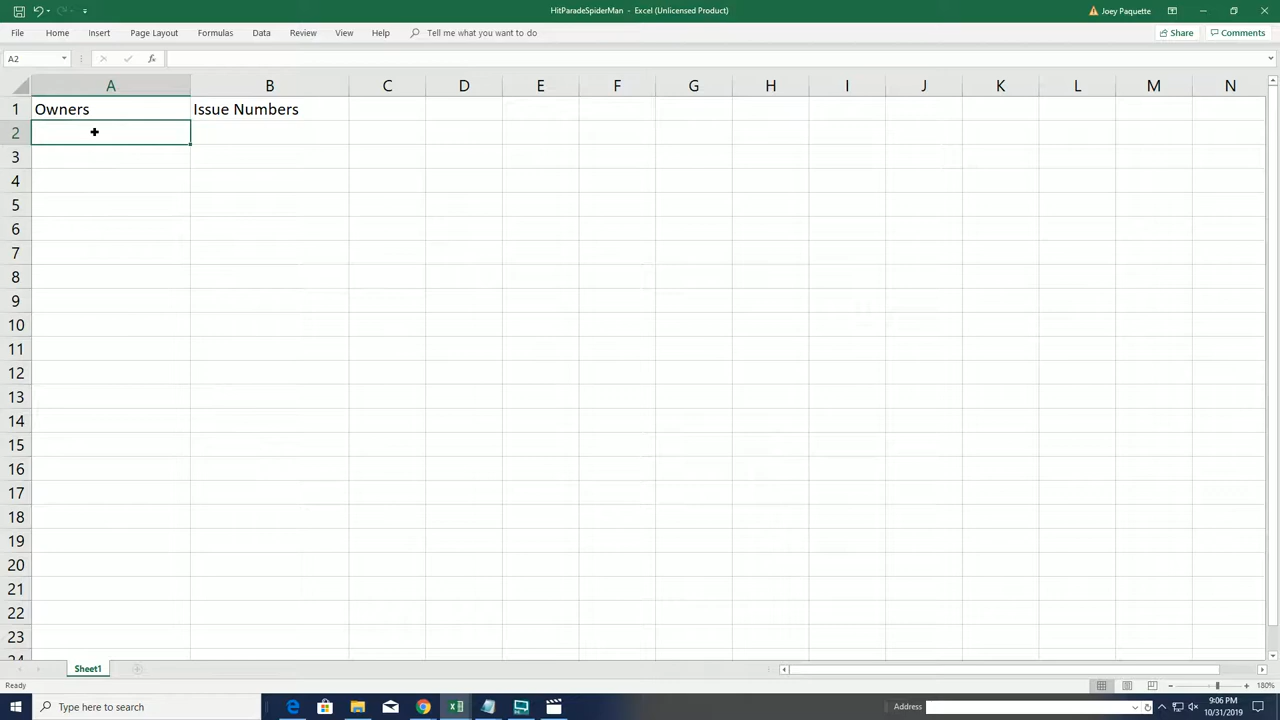 HitParadeSpiderMan - Excel (Unlicensed Product)
Joey Paquette
File Home Insert Page Layout Formulas Data Review View Help Tell me what you want to do Share Comments
A2 fx
A B C D E F G H I J K L M N
1 Owners Issue Numbers
2
3
4
5
6
7
8
9
10
11
12
13
14
15
16
17
18
19
20
21
22
23
24
Sheet1
Ready 180%
Type here to search Address 9:06 PM
10/31/2019